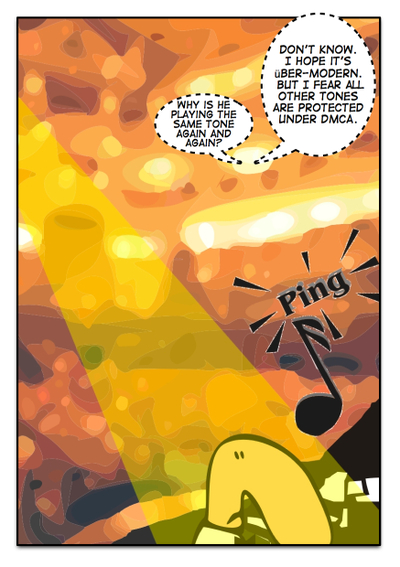 WHY IS HE
PLAYING THE
SAME TONE
AGAIN AND
AGAIN?
DON'T KNOW.
I HOPE IT'S
üBER-MODERN.
BUT I FEAR ALL
OTHER TONES
ARE PROTECTED
UNDER DMCA.
Ping